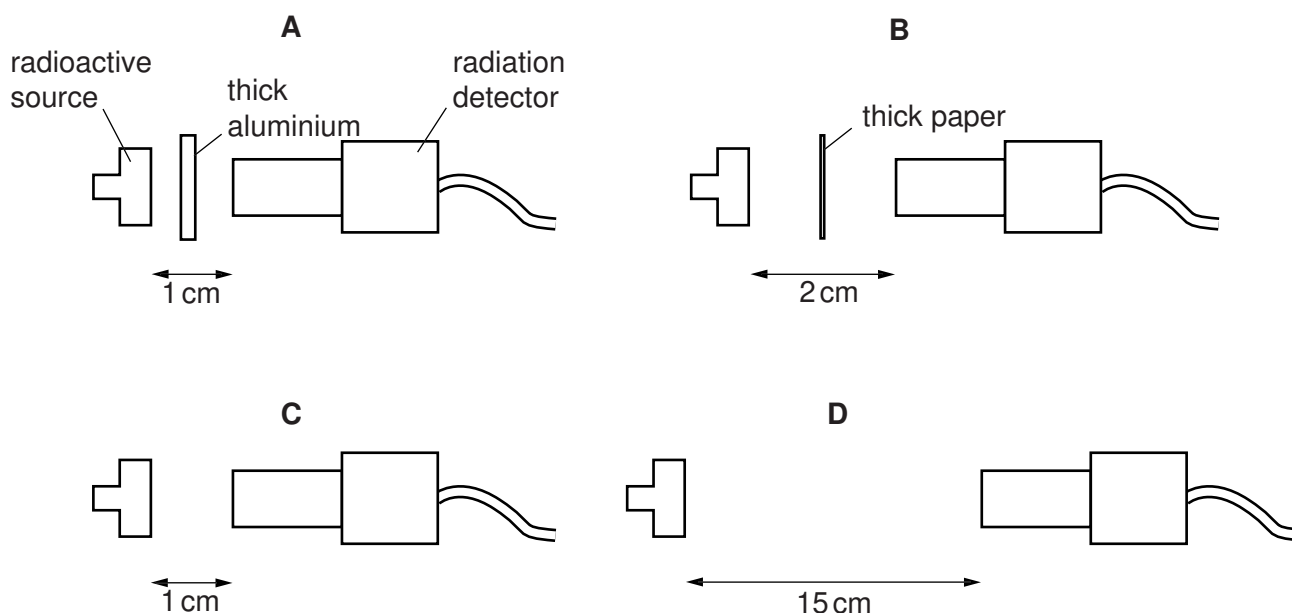 A
radioactive
source
thick
aluminium
radiation
detector
1 cm
B
thick paper
2 cm
C
1 cm
D
15 cm